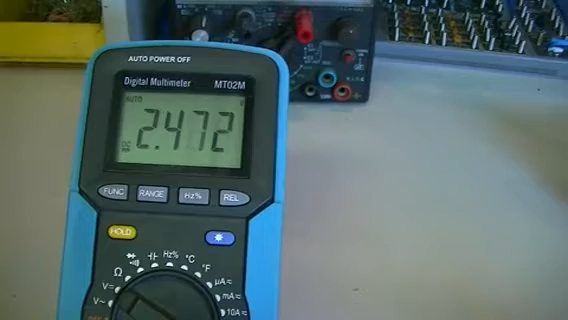 AUTO POWER OFF
Digital Multimeter MT02M
AUTO V
2.472
DC
FUNC RANGE Hz% REL
HOLD
Hz%
Ω °C
°F
V= µA≂
V~ mA≂
10A≂